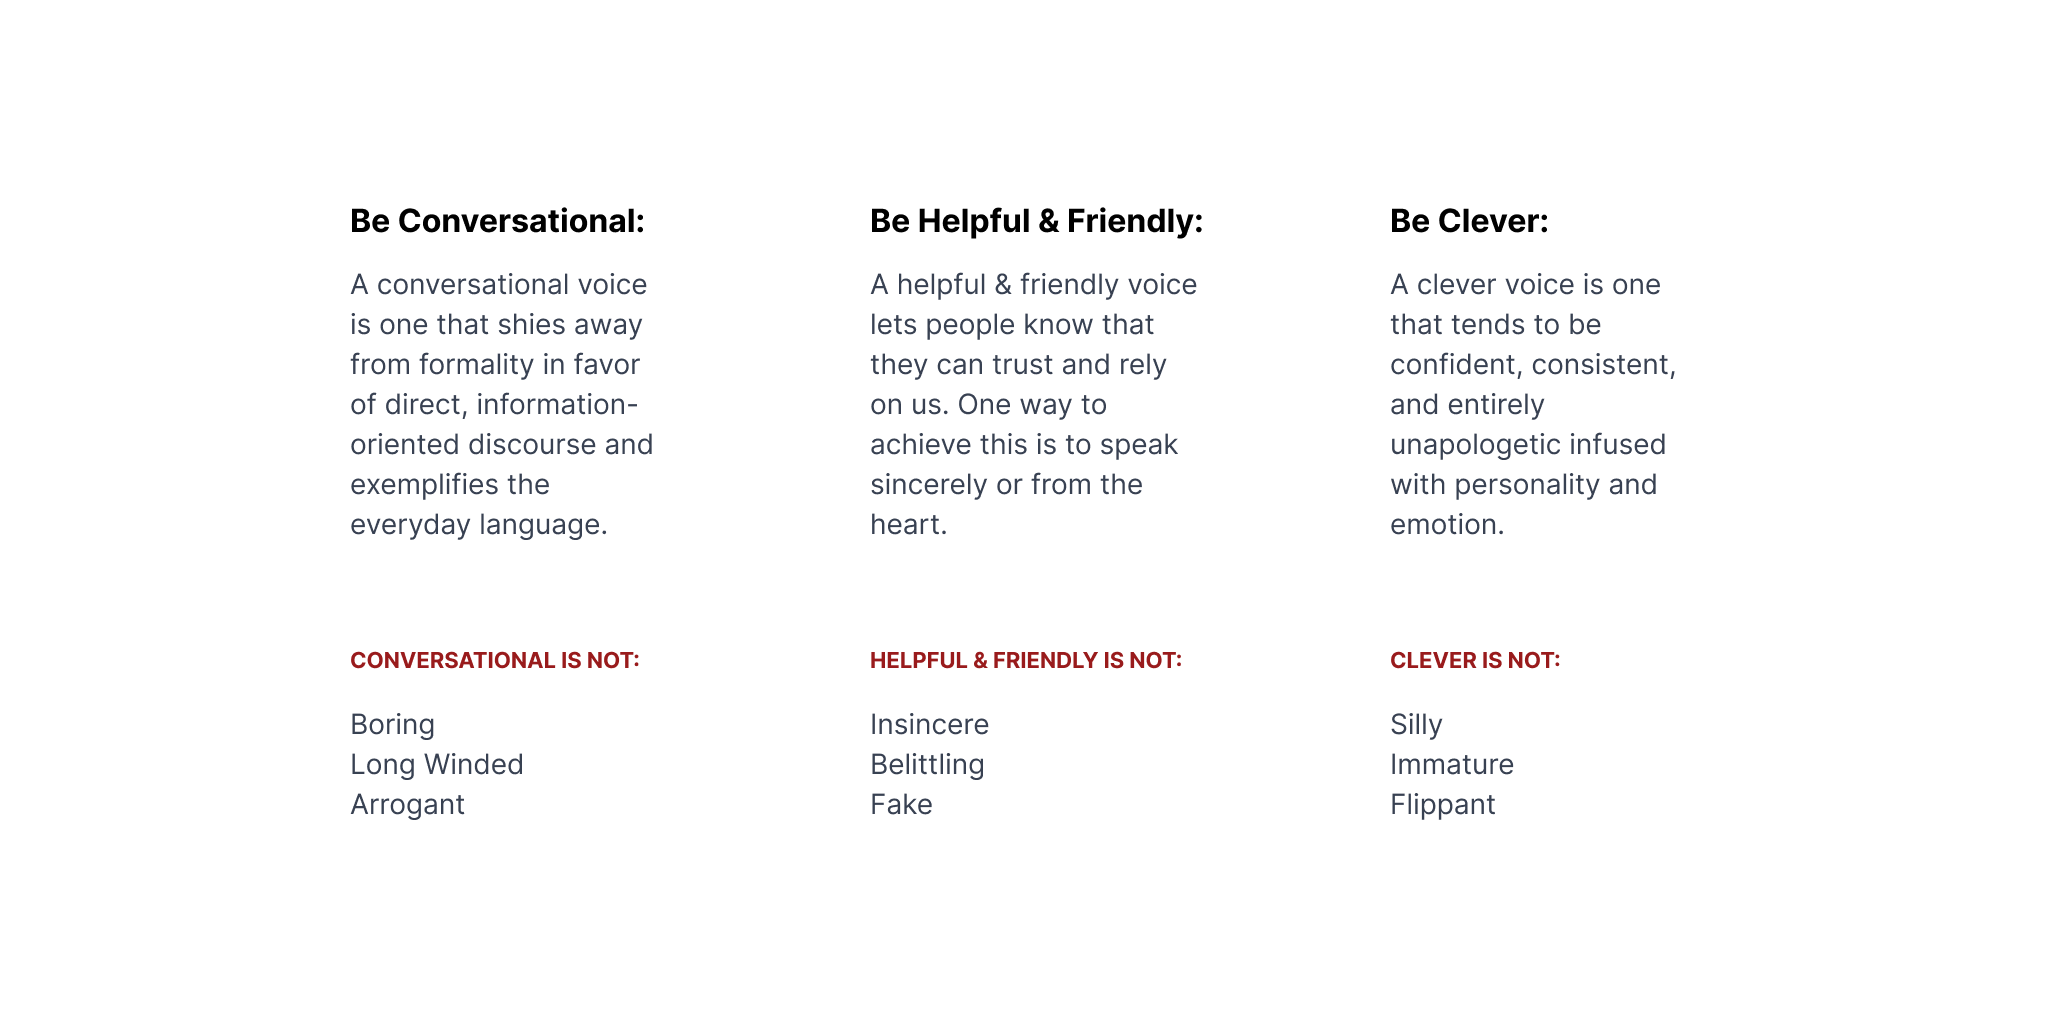 Be Conversational:
A conversational voice
is one that shies away
from formality in favor
of direct, information-
oriented discourse and
exemplifies the
everyday language.
CONVERSATIONAL IS NOT:
Boring
Long Winded
Arrogant
Be Helpful & Friendly:
A helpful & friendly voice
lets people know that
they can trust and rely
on us. One way to
achieve this is to speak
sincerely or from the
heart.
HELPFUL & FRIENDLY IS NOT:
Insincere
Belittling
Fake
Be Clever:
A clever voice is one
that tends to be
confident, consistent,
and entirely
unapologetic infused
with personality and
emotion.
CLEVER IS NOT:
Silly
Immature
Flippant